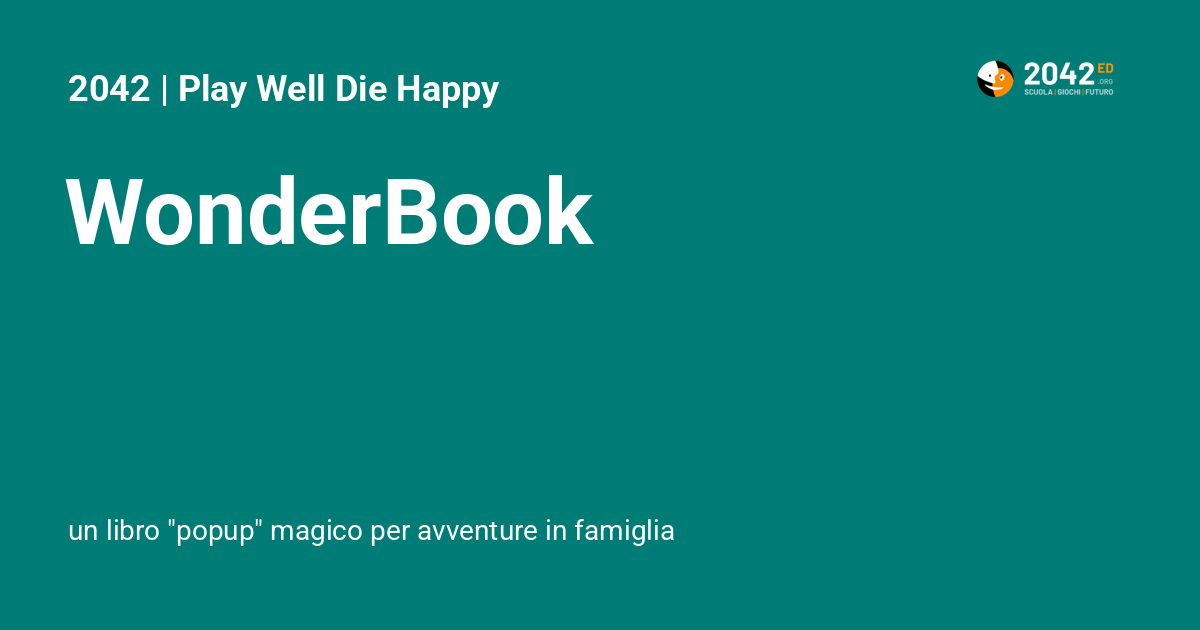 2042 | Play Well Die Happy
2042 ED
.ORG
SCUOLA | GIOCHI | FUTURO
WonderBook
un libro "popup" magico per avventure in famiglia